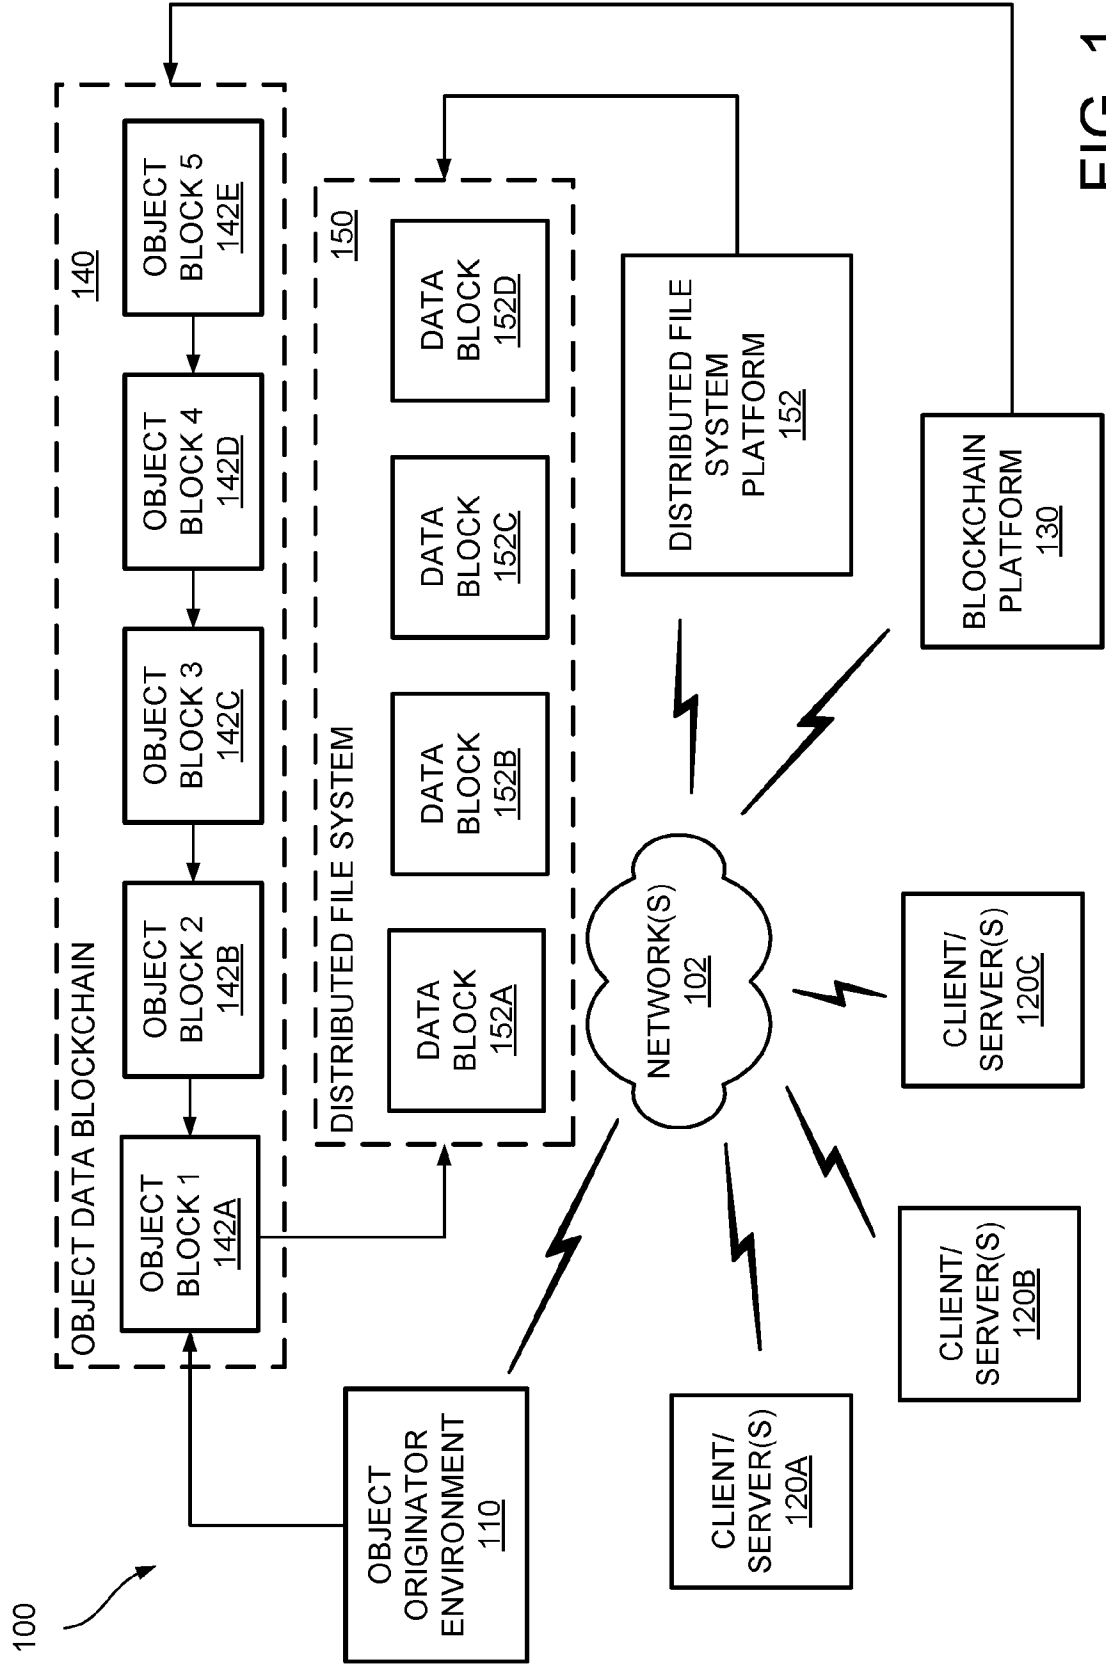 100
OBJECT DATA BLOCKCHAIN
140
OBJECT
BLOCK 1
142A
OBJECT
BLOCK 2
142B
OBJECT
BLOCK 3
142C
OBJECT
BLOCK 4
142D
OBJECT
BLOCK 5
142E
DISTRIBUTED FILE SYSTEM
150
DATA
BLOCK
152A
DATA
BLOCK
152B
DATA
BLOCK
152C
DATA
BLOCK
152D
OBJECT
ORIGINATOR
ENVIRONMENT
110
NETWORK(S)
102
DISTRIBUTED FILE
SYSTEM
PLATFORM
152
CLIENT/
SERVER(S)
120A
CLIENT/
SERVER(S)
120B
CLIENT/
SERVER(S)
120C
BLOCKCHAIN
PLATFORM
130
FIG. 1